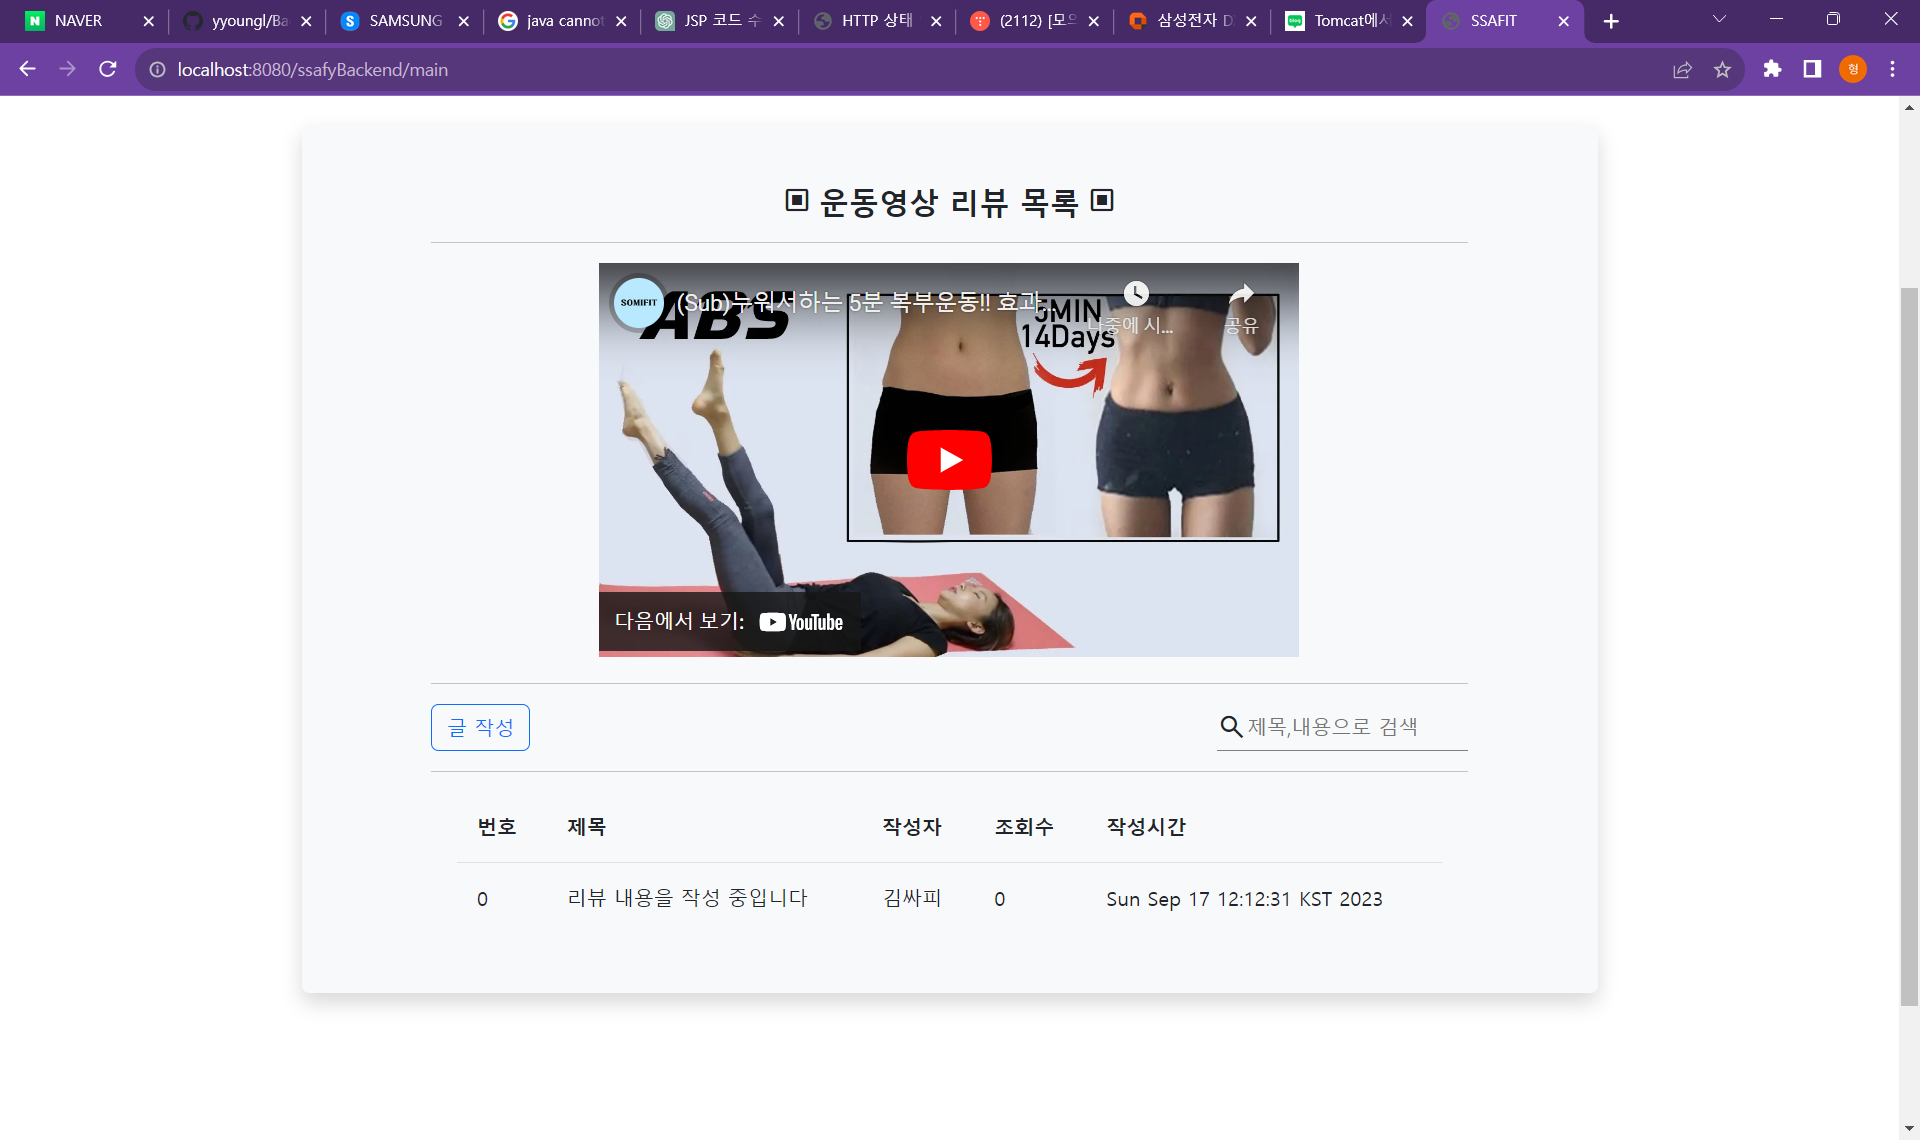 NAVER
yyoungl/Ba
SAMSUNG
java cannot
JSP 코드 수
HTTP 상태
(2112) [모의
삼성전자 D
Tomcat에서
SSAFIT
localhost:8080/ssafyBackend/main
형
▣ 운동영상 리뷰 목록 ▣
SOMIFIT
(Sub)누워서하는 5분 복부운동!! 효과...
나중에 시...
공유
ABS
5MIN
14Days
다음에서 보기: YouTube
글 작성
제목,내용으로 검색
번호 제목 작성자 조회수 작성시간
0 리뷰 내용을 작성 중입니다 김싸피 0 Sun Sep 17 12:12:31 KST 2023